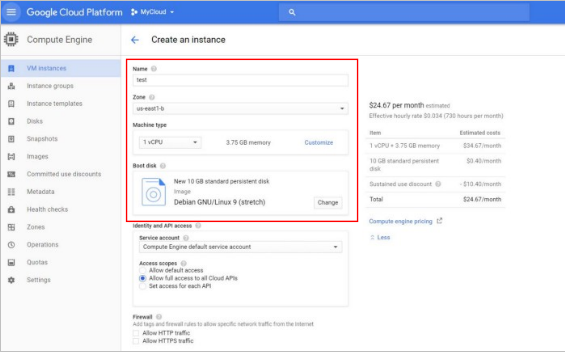 Google Cloud Platform MyCloud
Compute Engine
Create an instance
VM instances
Instance groups
Instance templates
Disks
Snapshots
Images
Committed use discounts
Metadata
Health checks
Zones
Operations
Quotas
Settings
Name
test
Zone
us-east1-b
Machine type
1 vCPU 3.75 GB memory Customize
Boot disk
New 10 GB standard persistent disk
Image
Debian GNU/Linux 9 (stretch) Change
Identity and API access
Service account
Compute Engine default service account
Access scopes
Allow default access
Allow full access to all Cloud APIs
Set access for each API
Firewall
Add tags and firewall rules to allow specific network traffic from the Internet
Allow HTTP traffic
Allow HTTPS traffic
$24.67 per month estimated
Effective hourly rate $0.034 (730 hours per month)
Item Estimated costs
1 vCPU + 3.75 GB memory $34.67/month
10 GB standard persistent $0.40/month
disk
Sustained use discount - $10.40/month
Total $24.67/month
Compute engine pricing
Less